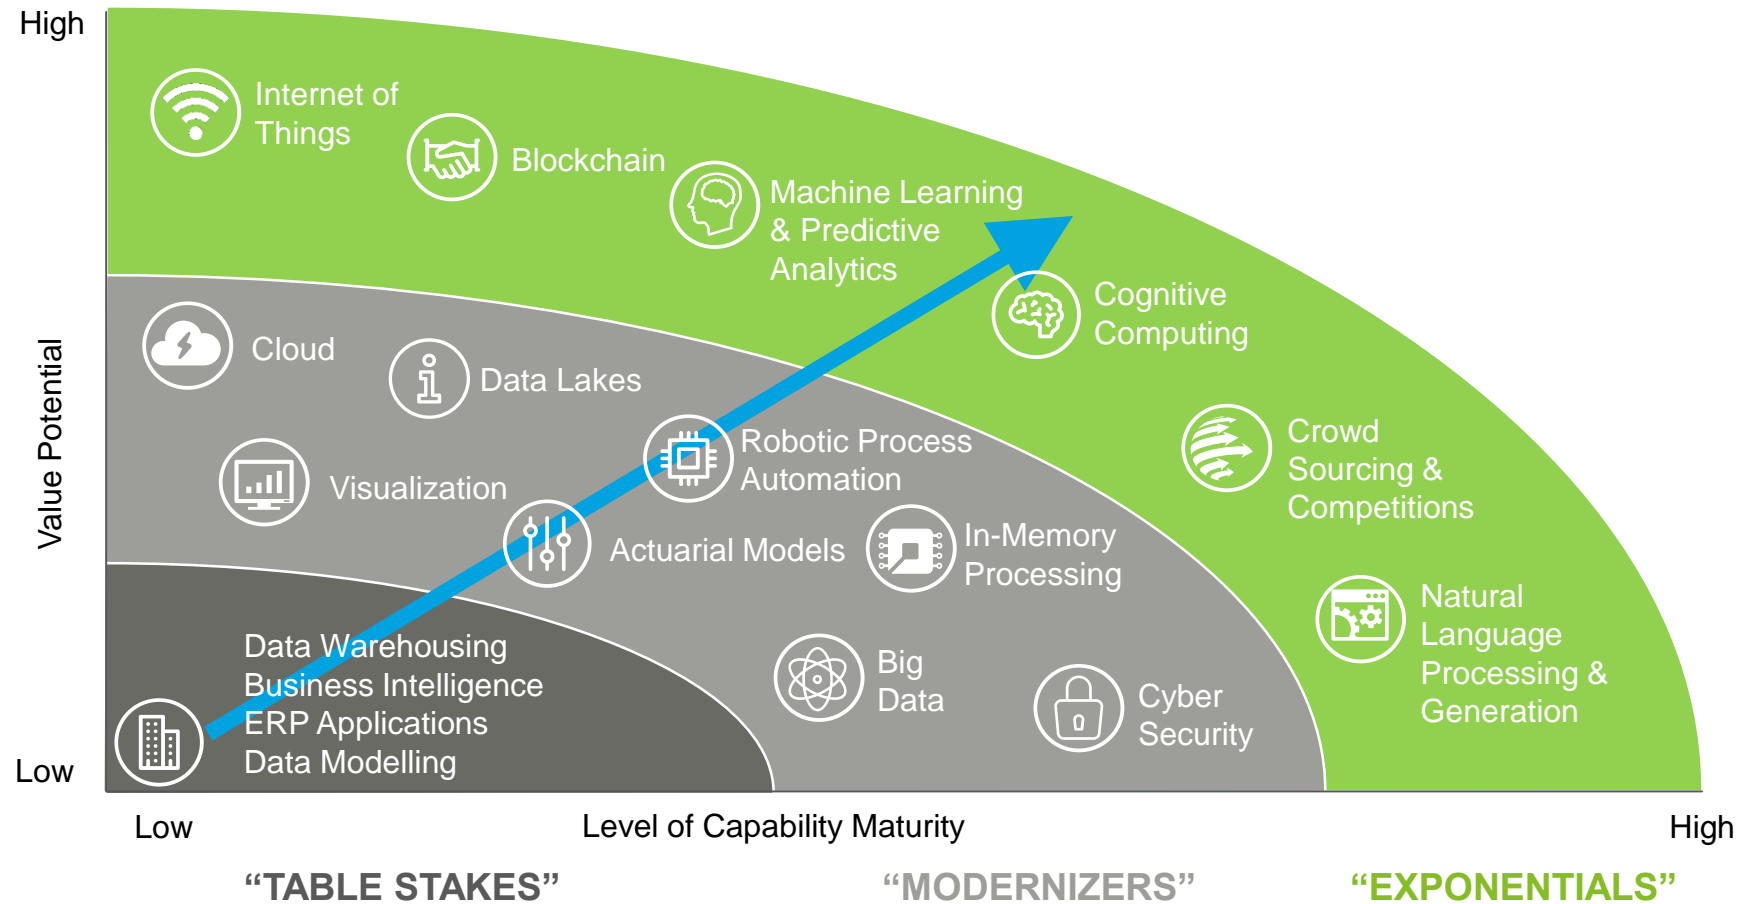 High
Internet of
Things
Blockchain
Machine Learning
& Predictive
Analytics
Cognitive
Computing
Cloud
Data Lakes
Crowd
Sourcing &
Competitions
Robotic Process
Automation
Visualization
Actuarial Models
In-Memory
Processing
Natural
Language
Processing &
Generation
Big
Data
Cyber
Security
Data Warehousing
Business Intelligence
ERP Applications
Data Modelling
Value Potential
Low
Low
Level of Capability Maturity
High
“TABLE STAKES”
“MODERNIZERS”
“EXPONENTIALS”